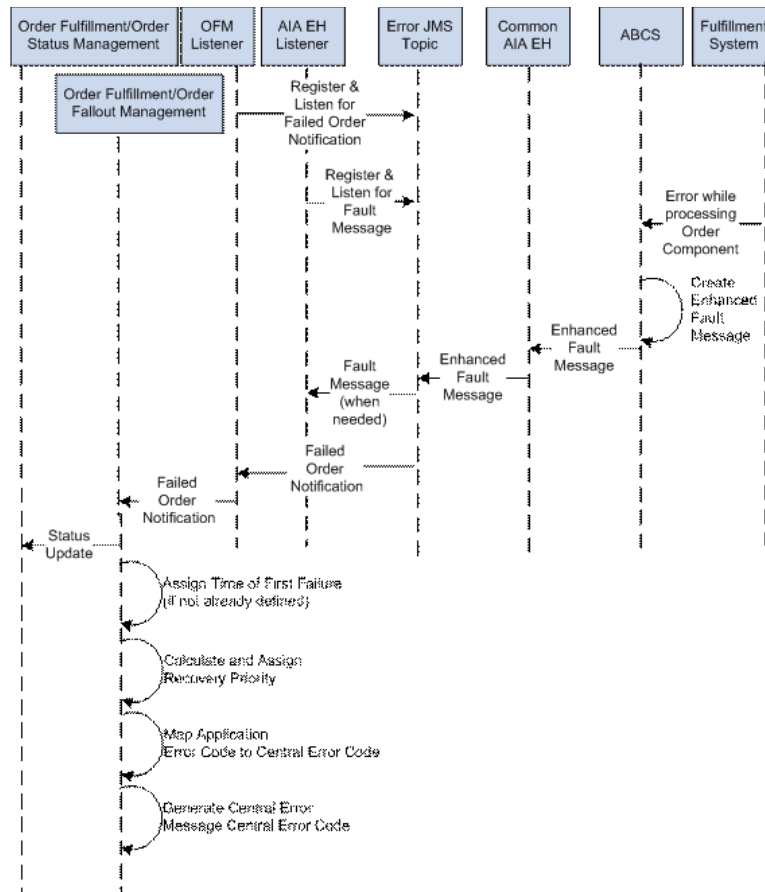 Order Fulfillment/Order
Status Management
OFM
Listener
AIA EH
Listener
Error JMS
Topic
Common
AIA EH
ABCS
Fulfillment
System
Order Fulfillment/Order
Fallout Management
Register &
Listen for
Failed Order
Notification
Register &
Listen for
Fault
Message
Error while
processing
Order
Component
Create
Enhanced
Fault
Message
Enhanced
Fault
Message
Enhanced
Fault
Message
Fault
Message
(when
needed)
Failed
Order
Notification
Failed
Order
Notification
Status
Update
Assign Time of First Failure
(if not already defined)
Calculate and Assign
Recovery Priority
Map Application
Error Code to Central Error Code
Generate Central Error
Message Central Error Code